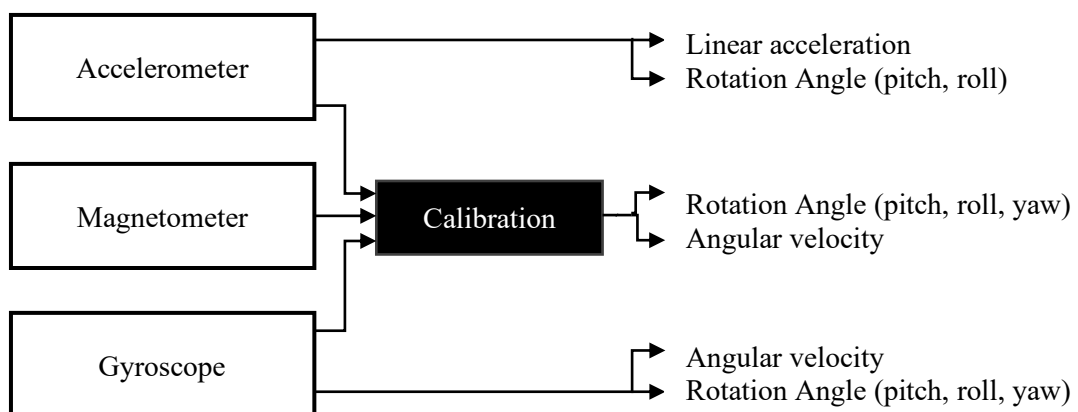 Accelerometer
Linear acceleration
Rotation Angle (pitch, roll)
Magnetometer
Calibration
Rotation Angle (pitch, roll, yaw)
Angular velocity
Gyroscope
Angular velocity
Rotation Angle (pitch, roll, yaw)